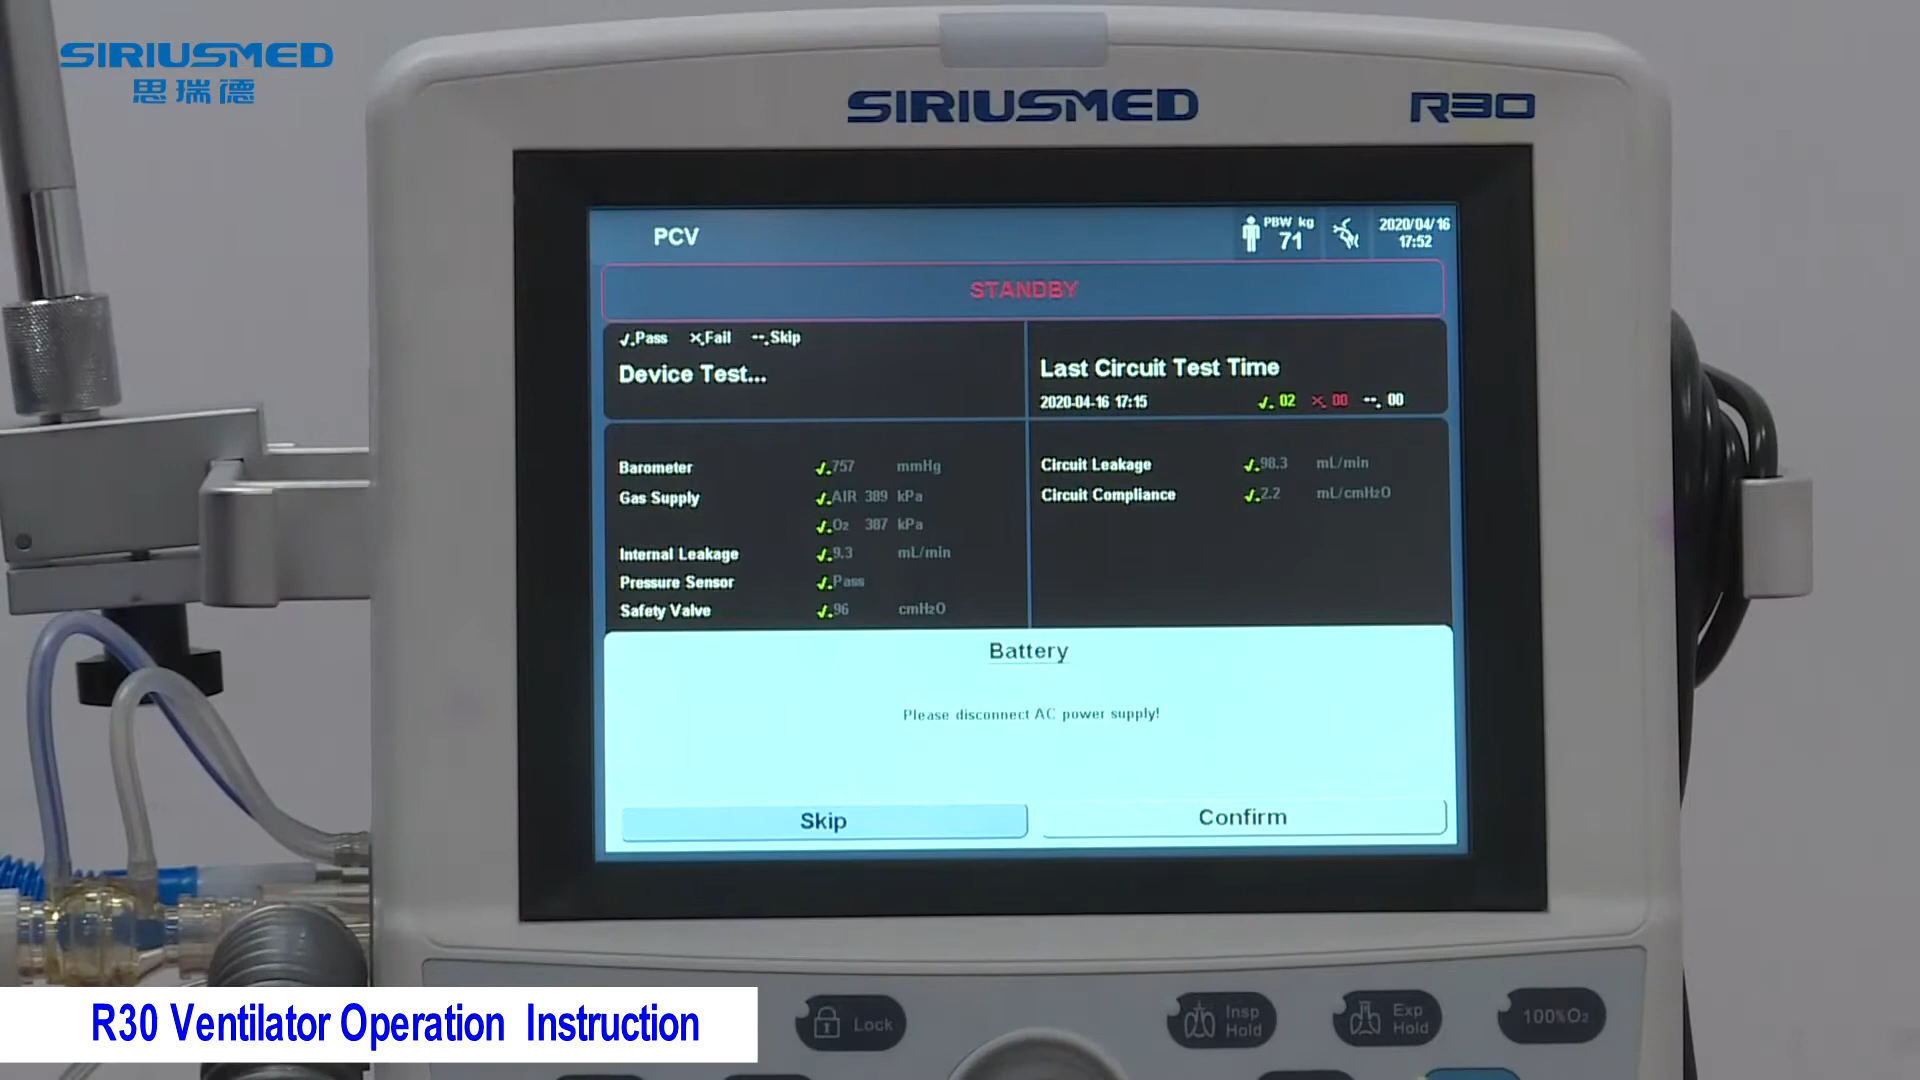 SIRIUSMED
思瑞德
SIRIUSMED R30
PCV
PBW kg
71
2020/04/16
17:52
STANDBY
Pass Fail Skip
Device Test...
Last Circuit Test Time
2020-04-16 17:15 02 00 00
Barometer 757 mmHg
Gas Supply AIR 389 kPa
O2 387 kPa
Internal Leakage 9.3 mL/min
Pressure Sensor Pass
Safety Valve 96 cmH2O
Circuit Leakage 98.3 mL/min
Circuit Compliance 2.2 mL/cmH2O
Battery
Please disconnect AC power supply!
Skip
Confirm
Lock
Insp
Hold
Exp
Hold
100%O2
R30 Ventilator Operation Instruction